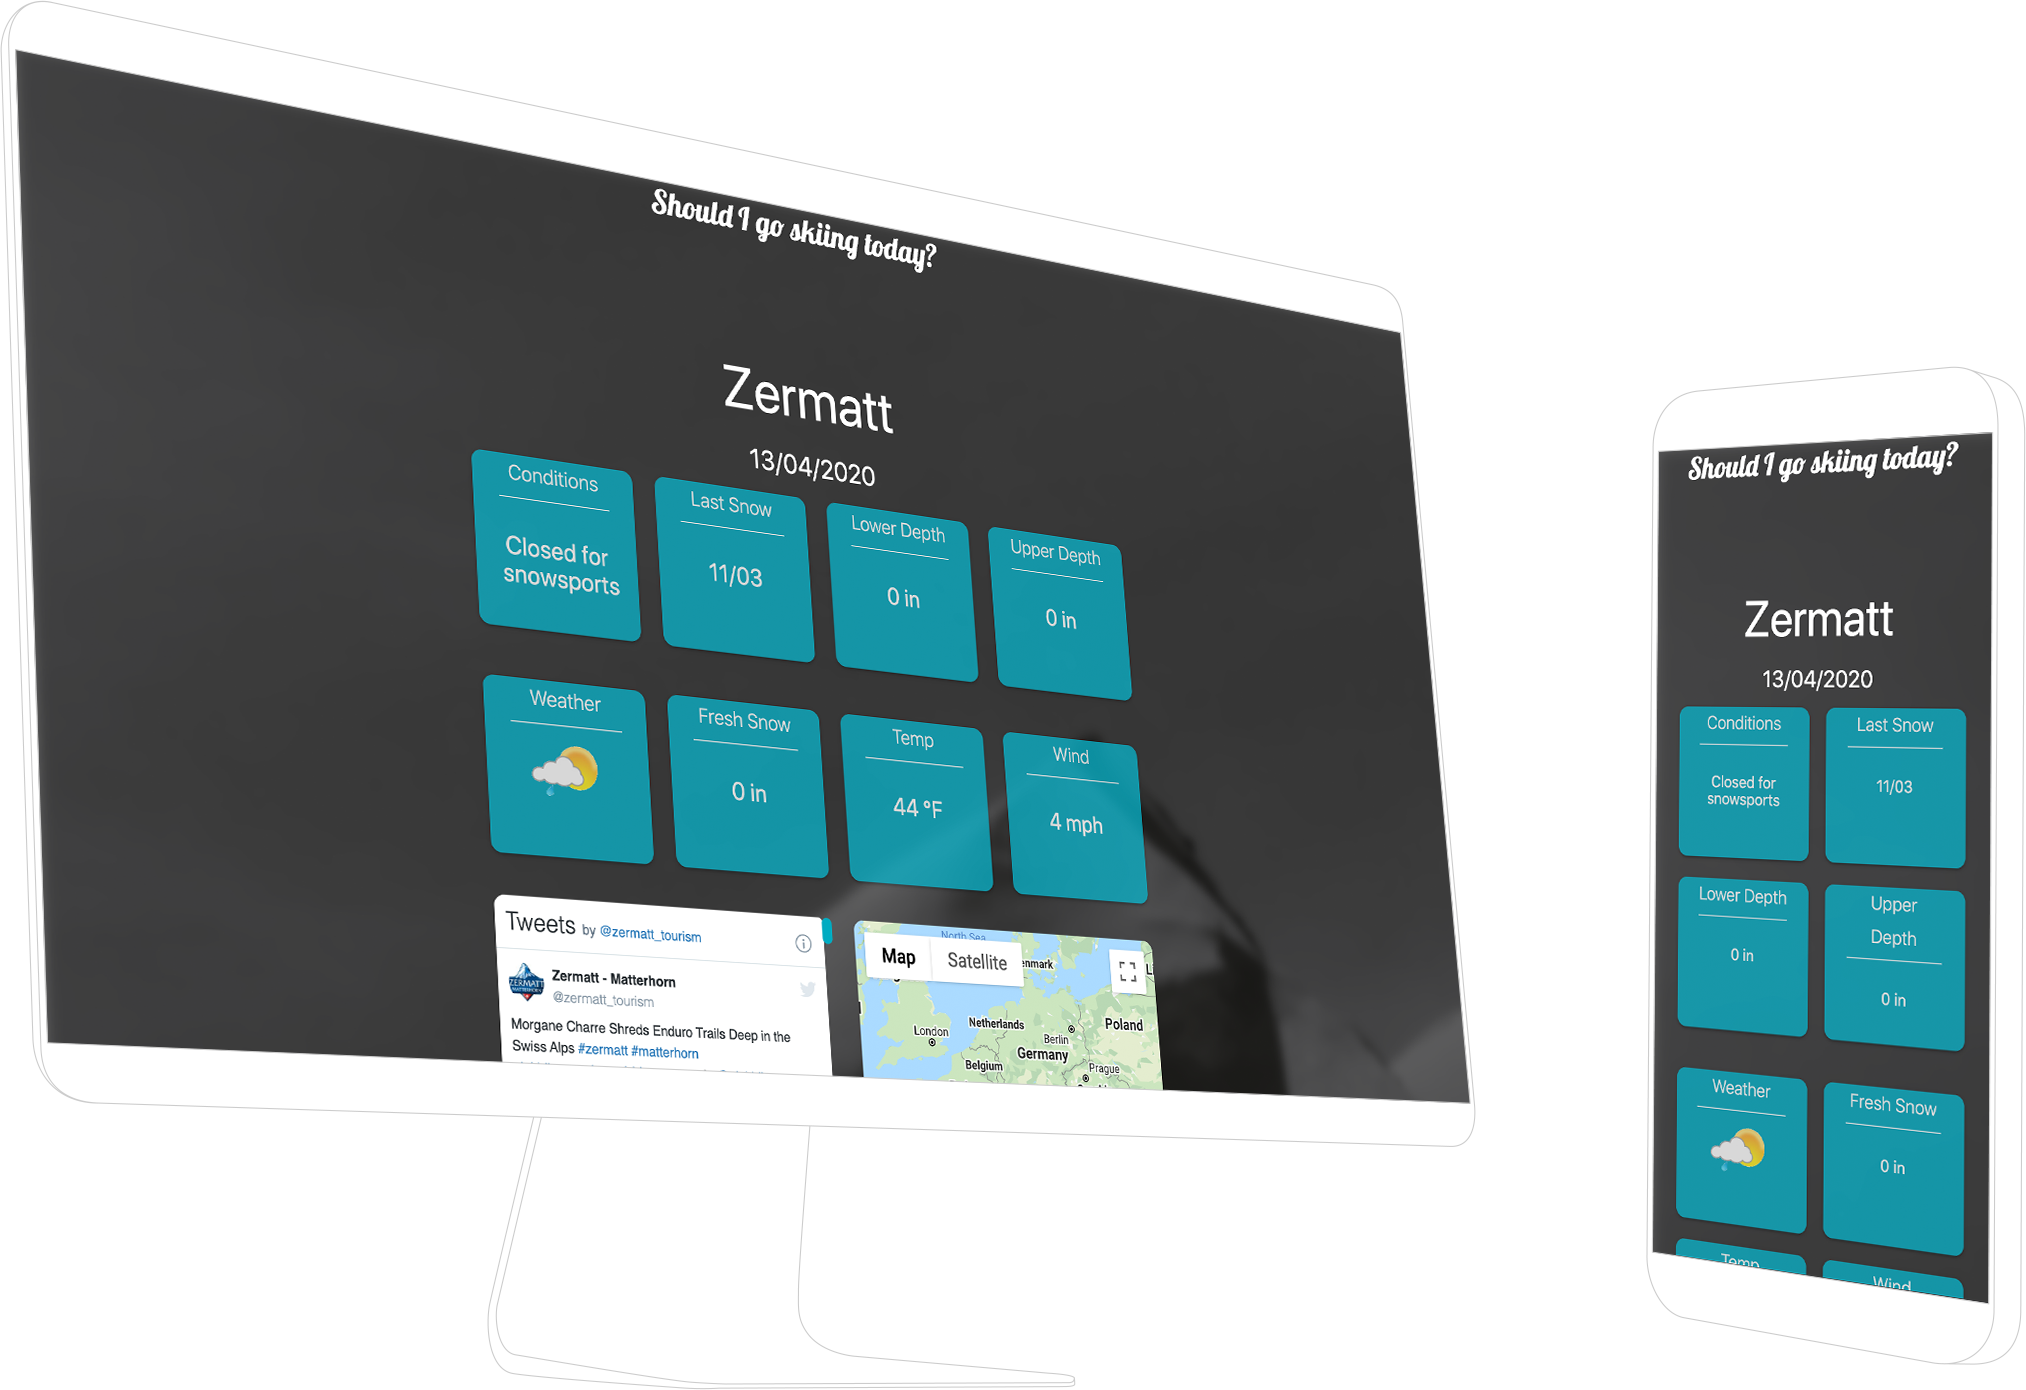 Should I go skiing today?
Zermatt
13/04/2020
Conditions
Closed for
snowsports
Last Snow
11/03
Lower Depth
0 in
Upper Depth
0 in
Weather
Fresh Snow
0 in
Temp
44 °F
Wind
4 mph
Tweets by @zermatt_tourism
ZERMATT
MATTERHORN
Zermatt - Matterhorn
@zermatt_tourism
Morgane Charre Shreds Enduro Trails Deep in the
Swiss Alps #zermatt #matterhorn
North Sea
Map
Satellite
enmark
London
Netherlands
Berlin
Poland
Germany
Belgium
Prague
Should I go skiing today?
Zermatt
13/04/2020
Conditions
Closed for
snowsports
Last Snow
11/03
Lower Depth
0 in
Upper
Depth
0 in
Weather
Fresh Snow
0 in
Temp
Wind